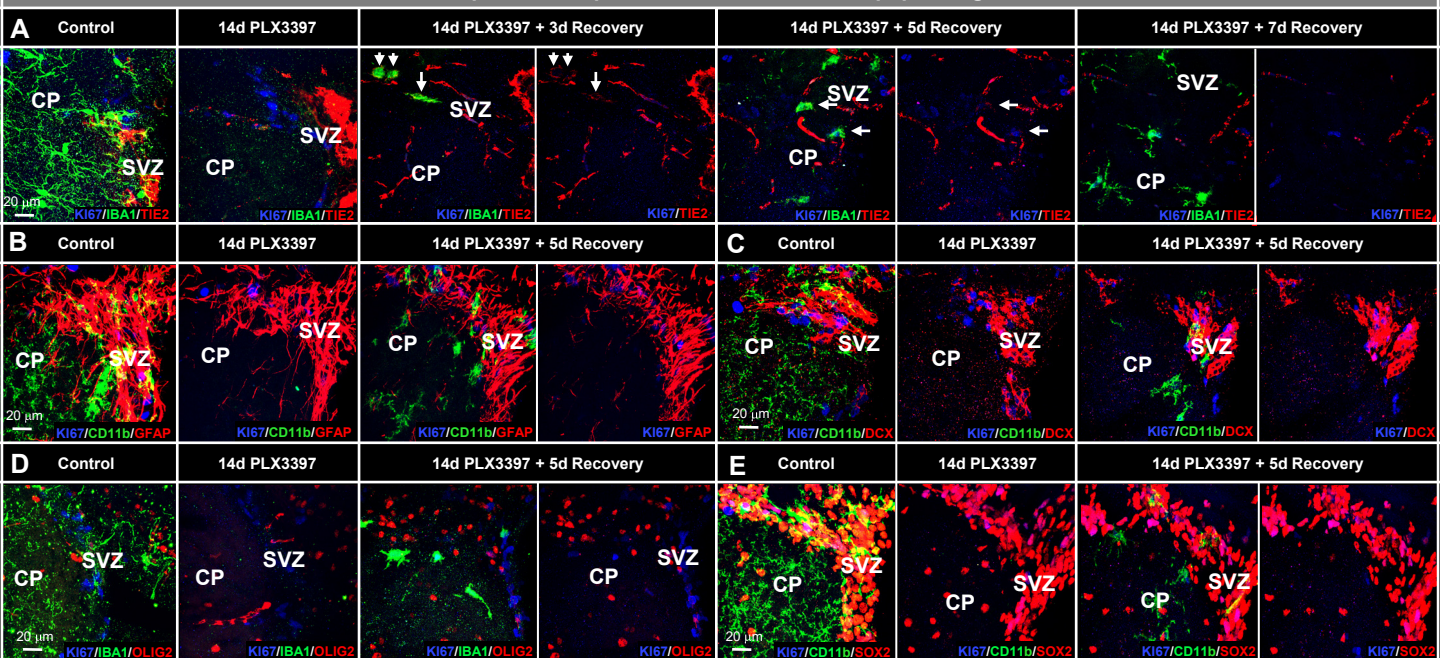 A Control 14d PLX3397 14d PLX3397 + 3d Recovery 14d PLX3397 + 5d Recovery 14d PLX3397 + 7d Recovery
CP SVZ 20 µm KI67/IBA1/TIE2
CP SVZ KI67/IBA1/TIE2
SVZ CP KI67/IBA1/TIE2
KI67/TIE2
SVZ CP KI67/IBA1/TIE2
KI67/TIE2
SVZ CP KI67/IBA1/TIE2
KI67/TIE2
B Control 14d PLX3397 14d PLX3397 + 5d Recovery C Control 14d PLX3397 14d PLX3397 + 5d Recovery
CP SVZ 20 µm KI67/CD11b/GFAP
CP SVZ KI67/CD11b/GFAP
CP SVZ KI67/CD11b/GFAP
KI67/GFAP
CP SVZ 20 µm KI67/CD11b/DCX
CP SVZ KI67/CD11b/DCX
CP SVZ KI67/CD11b/DCX
KI67/DCX
D Control 14d PLX3397 14d PLX3397 + 5d Recovery E Control 14d PLX3397 14d PLX3397 + 5d Recovery
CP SVZ 20 µm KI67/IBA1/OLIG2
CP SVZ KI67/IBA1/OLIG2
KI67/IBA1/OLIG2
CP SVZ KI67/OLIG2
CP SVZ 20 µm KI67/CD11b/SOX2
CP SVZ KI67/CD11b/SOX2
CP SVZ KI67/CD11b/SOX2
KI67/SOX2